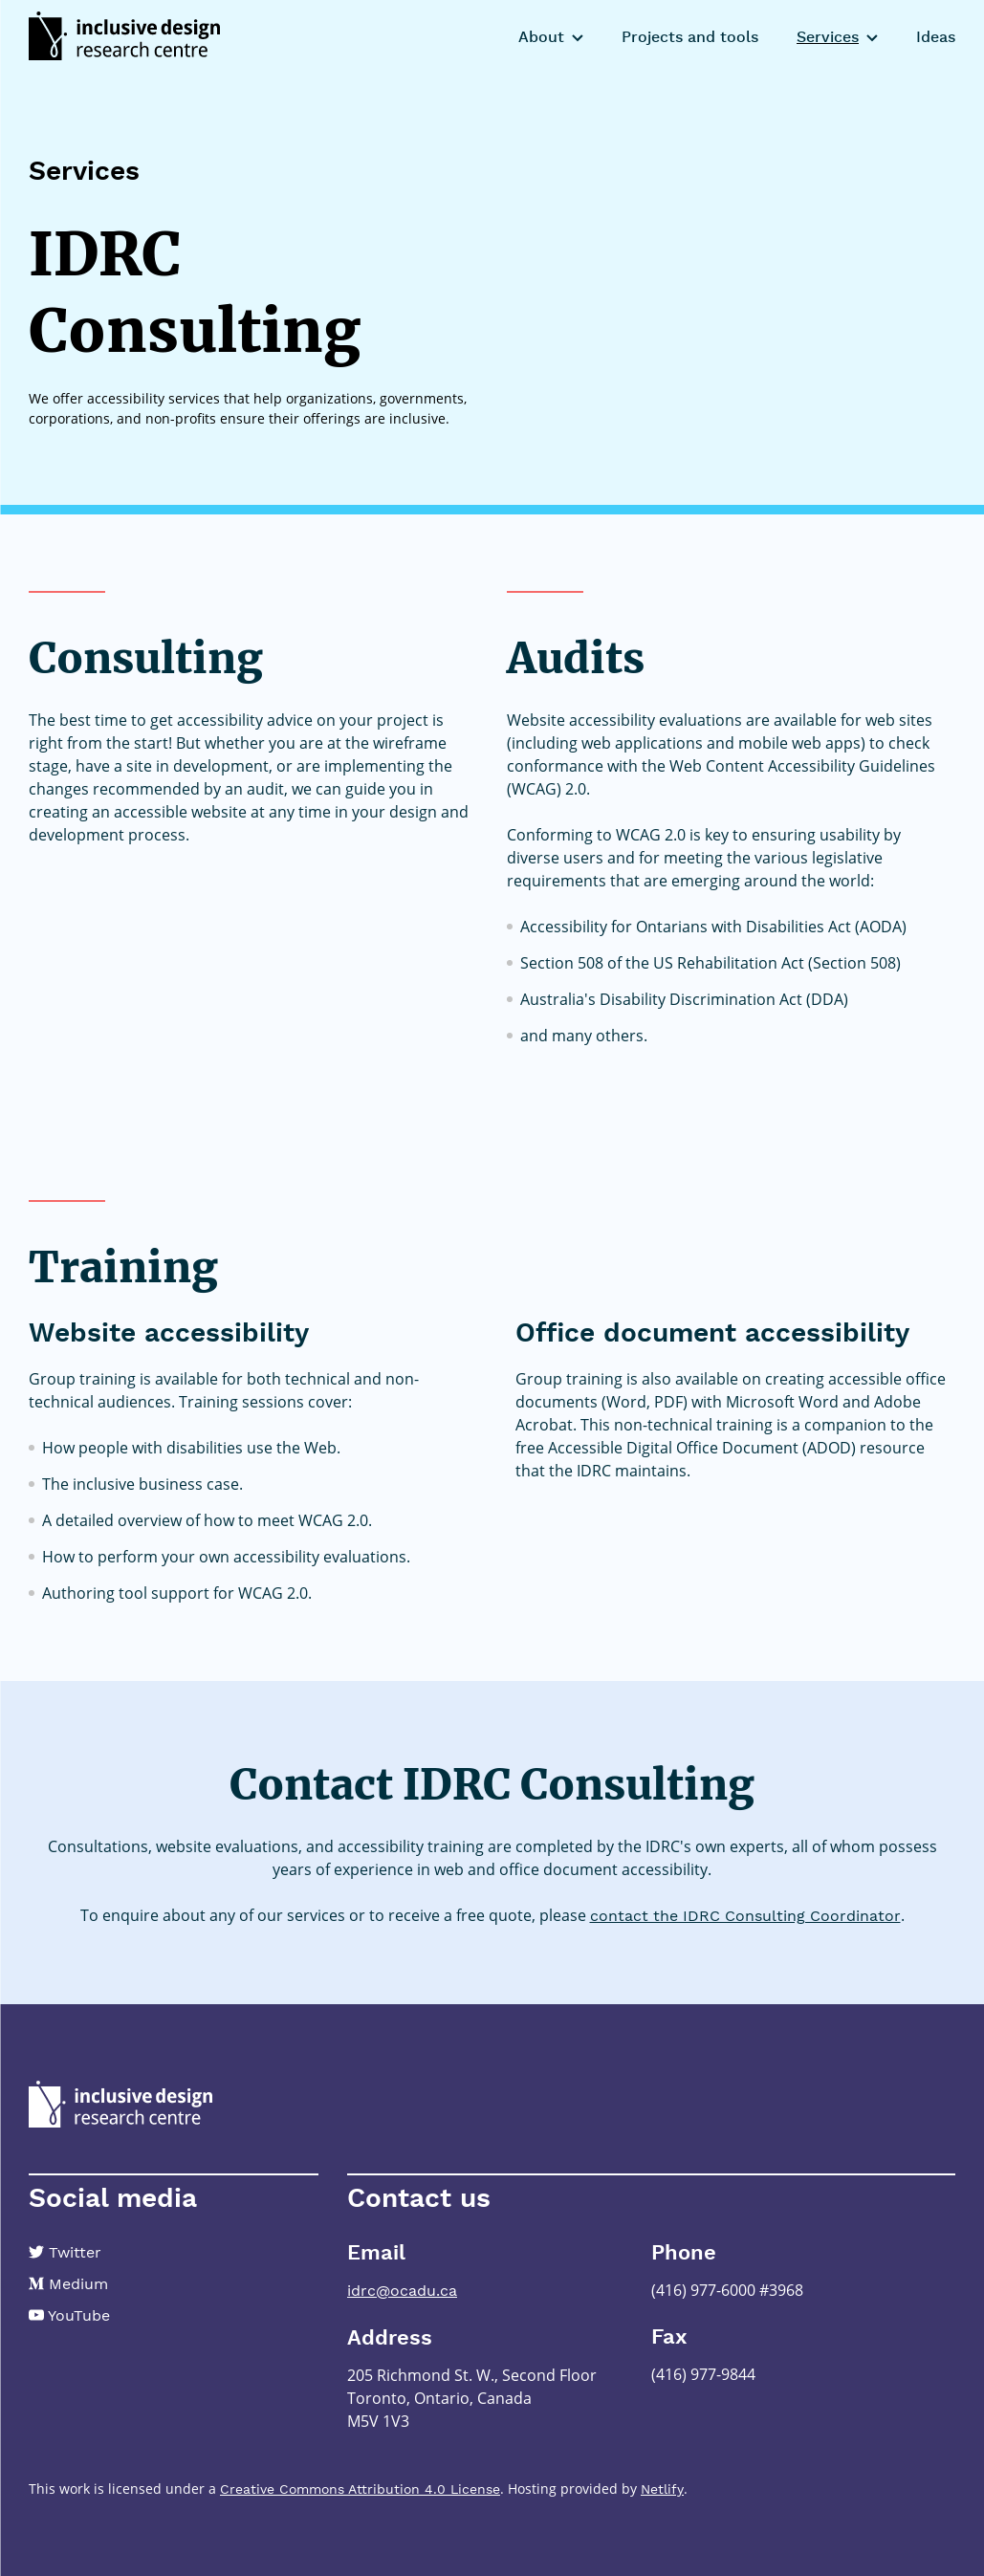 inclusive design
research centre
About
Projects and tools
Services
Ideas
Services
IDRC
Consulting
We offer accessibility services that help organizations, governments,
corporations, and non-profits ensure their offerings are inclusive.
Consulting
The best time to get accessibility advice on your project is
right from the start! But whether you are at the wireframe
stage, have a site in development, or are implementing the
changes recommended by an audit, we can guide you in
creating an accessible website at any time in your design and
development process.
Audits
Website accessibility evaluations are available for web sites
(including web applications and mobile web apps) to check
conformance with the Web Content Accessibility Guidelines
(WCAG) 2.0.
Conforming to WCAG 2.0 is key to ensuring usability by
diverse users and for meeting the various legislative
requirements that are emerging around the world:
Accessibility for Ontarians with Disabilities Act (AODA)
Section 508 of the US Rehabilitation Act (Section 508)
Australia's Disability Discrimination Act (DDA)
and many others.
Training
Website accessibility
Group training is available for both technical and non-
technical audiences. Training sessions cover:
How people with disabilities use the Web.
The inclusive business case.
A detailed overview of how to meet WCAG 2.0.
How to perform your own accessibility evaluations.
Authoring tool support for WCAG 2.0.
Office document accessibility
Group training is also available on creating accessible office
documents (Word, PDF) with Microsoft Word and Adobe
Acrobat. This non-technical training is a companion to the
free Accessible Digital Office Document (ADOD) resource
that the IDRC maintains.
Contact IDRC Consulting
Consultations, website evaluations, and accessibility training are completed by the IDRC's own experts, all of whom possess
years of experience in web and office document accessibility.
To enquire about any of our services or to receive a free quote, please contact the IDRC Consulting Coordinator.
inclusive design
research centre
Social media
Twitter
Medium
YouTube
Contact us
Email
idrc@ocadu.ca
Address
205 Richmond St. W., Second Floor
Toronto, Ontario, Canada
M5V 1V3
Phone
(416) 977-6000 #3968
Fax
(416) 977-9844
This work is licensed under a Creative Commons Attribution 4.0 License. Hosting provided by Netlify.